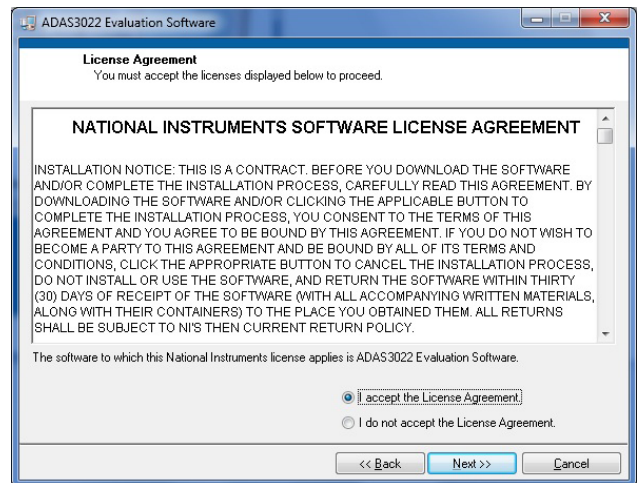 ADAS3022 Evaluation Software
License Agreement
You must accept the licenses displayed below to proceed.
NATIONAL INSTRUMENTS SOFTWARE LICENSE AGREEMENT
INSTALLATION NOTICE: THIS IS A CONTRACT. BEFORE YOU DOWNLOAD THE SOFTWARE
AND/OR COMPLETE THE INSTALLATION PROCESS, CAREFULLY READ THIS AGREEMENT. BY
DOWNLOADING THE SOFTWARE AND/OR CLICKING THE APPLICABLE BUTTON TO
COMPLETE THE INSTALLATION PROCESS, YOU CONSENT TO THE TERMS OF THIS
AGREEMENT AND YOU AGREE TO BE BOUND BY THIS AGREEMENT. IF YOU DO NOT WISH TO
BECOME A PARTY TO THIS AGREEMENT AND BE BOUND BY ALL OF ITS TERMS AND
CONDITIONS, CLICK THE APPROPRIATE BUTTON TO CANCEL THE INSTALLATION PROCESS,
DO NOT INSTALL OR USE THE SOFTWARE, AND RETURN THE SOFTWARE WITHIN THIRTY
(30) DAYS OF RECEIPT OF THE SOFTWARE (WITH ALL ACCOMPANYING WRITTEN MATERIALS,
ALONG WITH THEIR CONTAINERS) TO THE PLACE YOU OBTAINED THEM. ALL RETURNS
SHALL BE SUBJECT TO NI'S THEN CURRENT RETURN POLICY.
The software to which this National Instruments license applies is ADAS3022 Evaluation Software.
I accept the License Agreement.
I do not accept the License Agreement.
<< Back Next >> Cancel